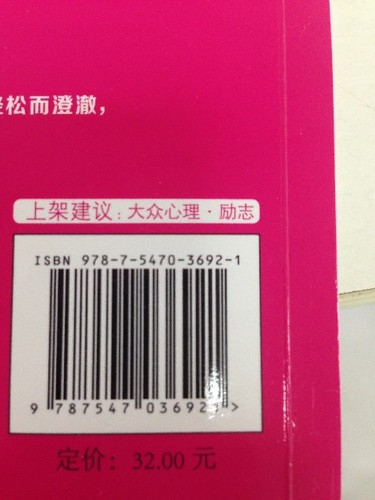 松而澄澈，
上架建议：大众心理·励志
ISBN 978-7-5470-3692-1
9 787547 03692 >
定价：32.00 元